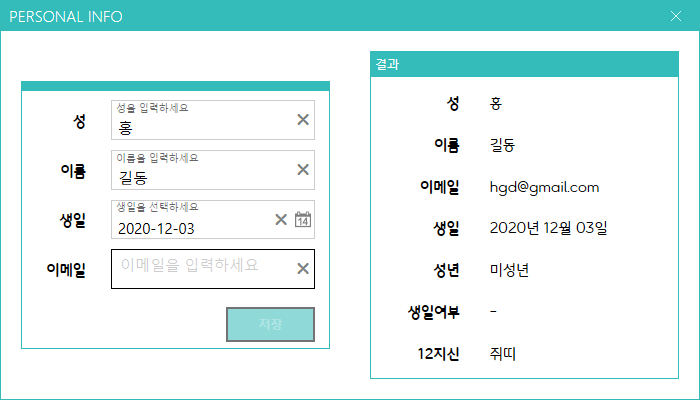 PERSONAL INFO
성
성을 입력하세요
홍
이름
이름을 입력하세요
길동
생일
생일을 선택하세요
2020-12-03
14
이메일
이메일을 입력하세요
저장
결과
성 홍
이름 길동
이메일 hgd@gmail.com
생일 2020년 12월 03일
성년 미성년
생일여부 -
12지신 쥐띠